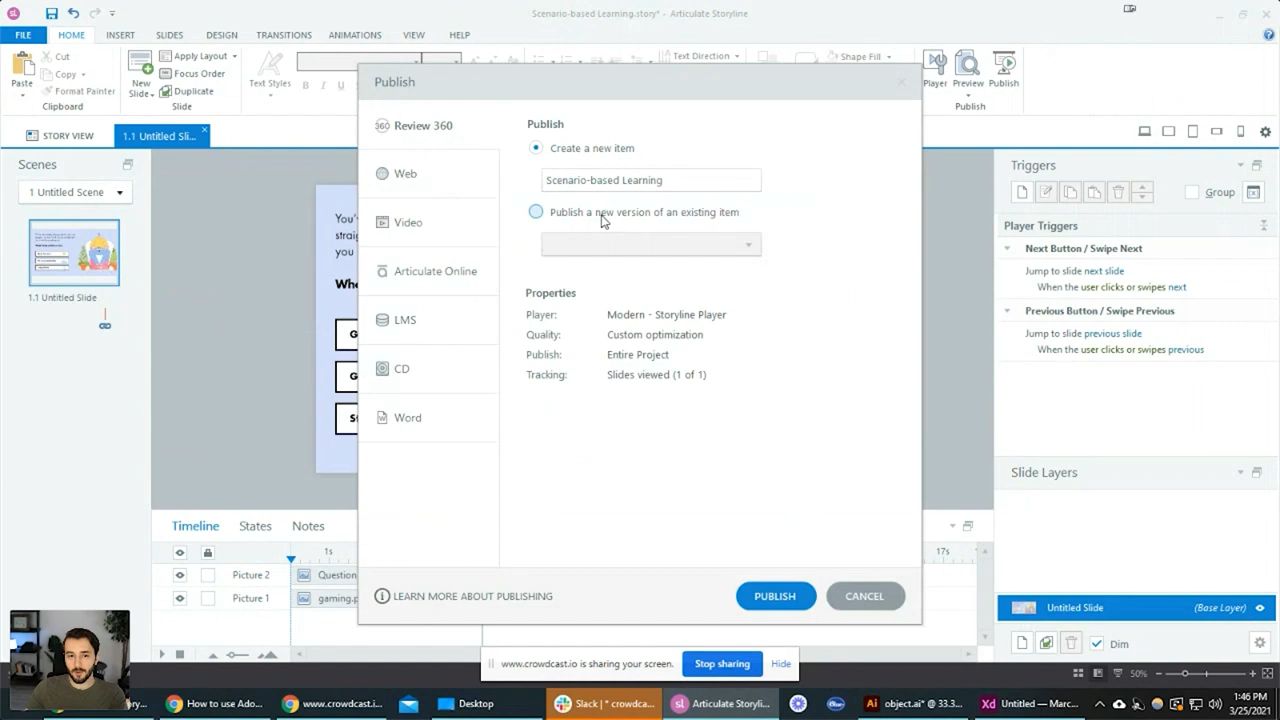 Scenario-based Learning.story* - Articulate Storyline
FILE HOME INSERT SLIDES DESIGN TRANSITIONS ANIMATIONS VIEW HELP
Paste
Cut
Copy
Format Painter
Clipboard
New Slide
Apply Layout
Focus Order
Duplicate
Slide
Text Styles
B I U
Text Direction
Shape Fill
Player
Preview
Publish
Publish
STORY VIEW
1.1 Untitled Sli...
Scenes
1 Untitled Scene
1.1 Untitled Slide
You'
straig
you
Whe
G
G
S
Publish
360 Review 360
Web
Video
Articulate Online
LMS
CD
Word
Publish
Create a new item
Scenario-based Learning
Publish a new version of an existing item
Properties
Player: Modern - Storyline Player
Quality: Custom optimization
Publish: Entire Project
Tracking: Slides viewed (1 of 1)
LEARN MORE ABOUT PUBLISHING
PUBLISH
CANCEL
Triggers
Group
Player Triggers
Next Button / Swipe Next
Jump to slide next slide
When the user clicks or swipes next
Previous Button / Swipe Previous
Jump to slide previous slide
When the user clicks or swipes previous
Slide Layers
Untitled Slide (Base Layer)
Dim
Timeline States Notes
1s 17s
Picture 2 Question
Picture 1 gaming.p
www.crowdcast.io is sharing your screen. Stop sharing Hide
50%
ory... How to use Ado... www.crowdcast.i... Desktop Slack | * crowdca... Articulate Storyli... object.ai* @ 33.3... Untitled — Marc...
1:46 PM
3/25/2021